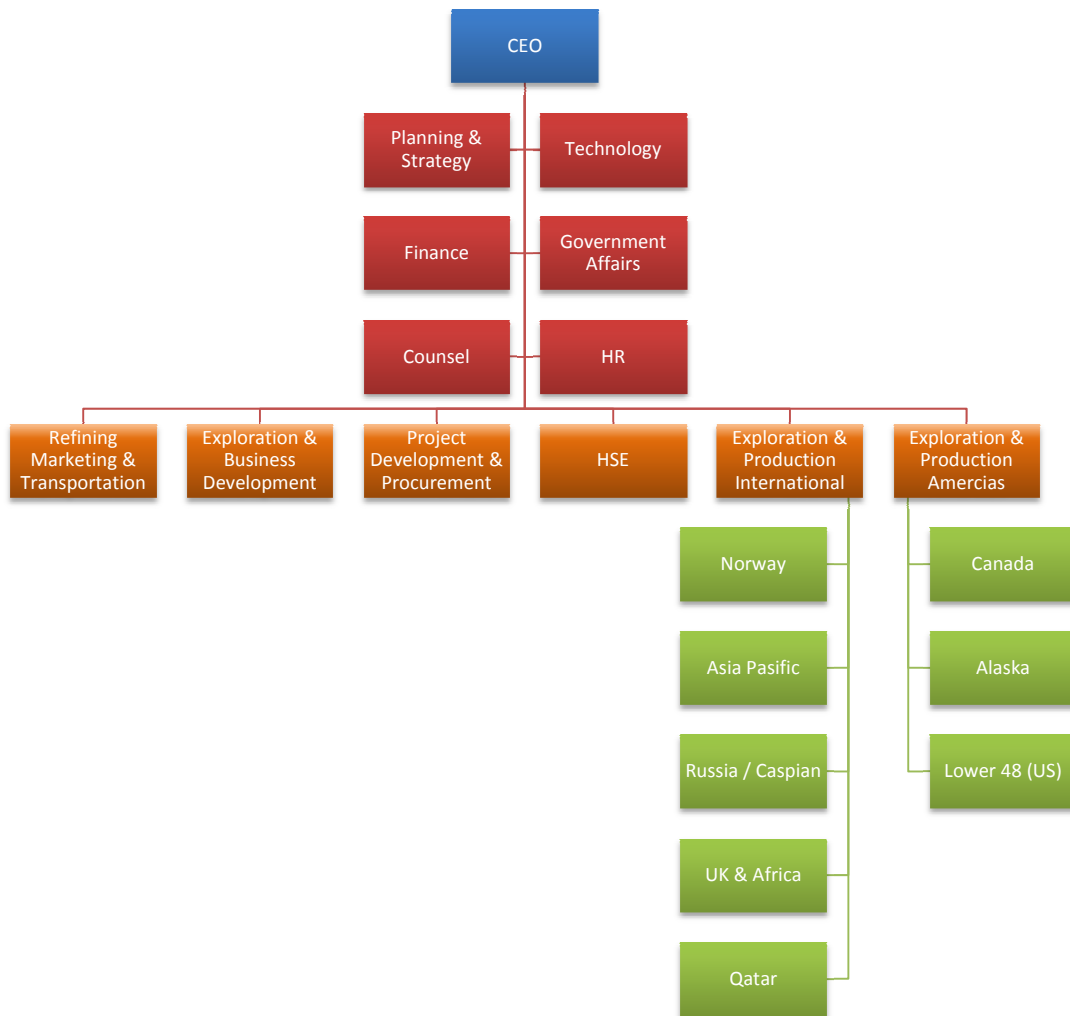 CEO
Planning &
Strategy
Technology
Finance
Government
Affairs
Counsel
HR
Refining
Marketing &
Transportation
Exploration &
Business
Development
Project
Development &
Procurement
HSE
Exploration &
Production
International
Exploration &
Production
Amercias
Norway
Canada
Asia Pasific
Alaska
Russia / Caspian
Lower 48 (US)
UK & Africa
Qatar